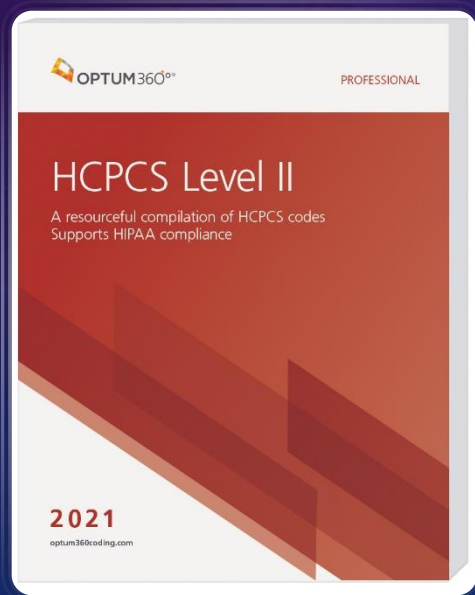 OPTUM360°®
PROFESSIONAL
HCPCS Level II
A resourceful compilation of HCPCS codes
Supports HIPAA compliance
2021
optum360coding.com